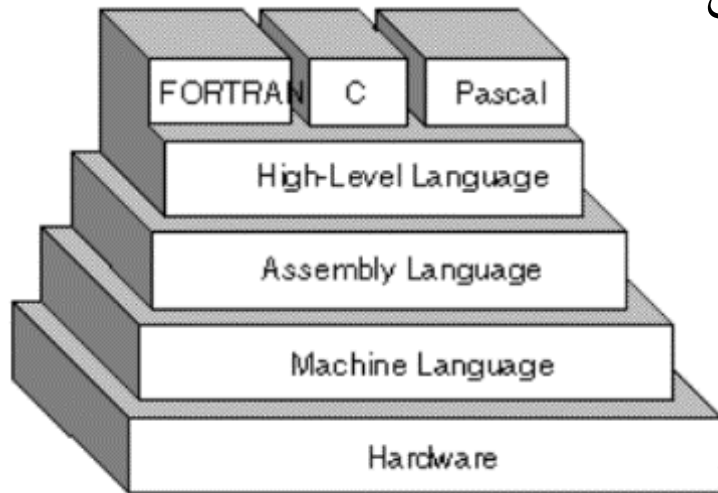 FORTRAN C Pascal
High-Level Language
Assembly Language
Machine Language
Hardware